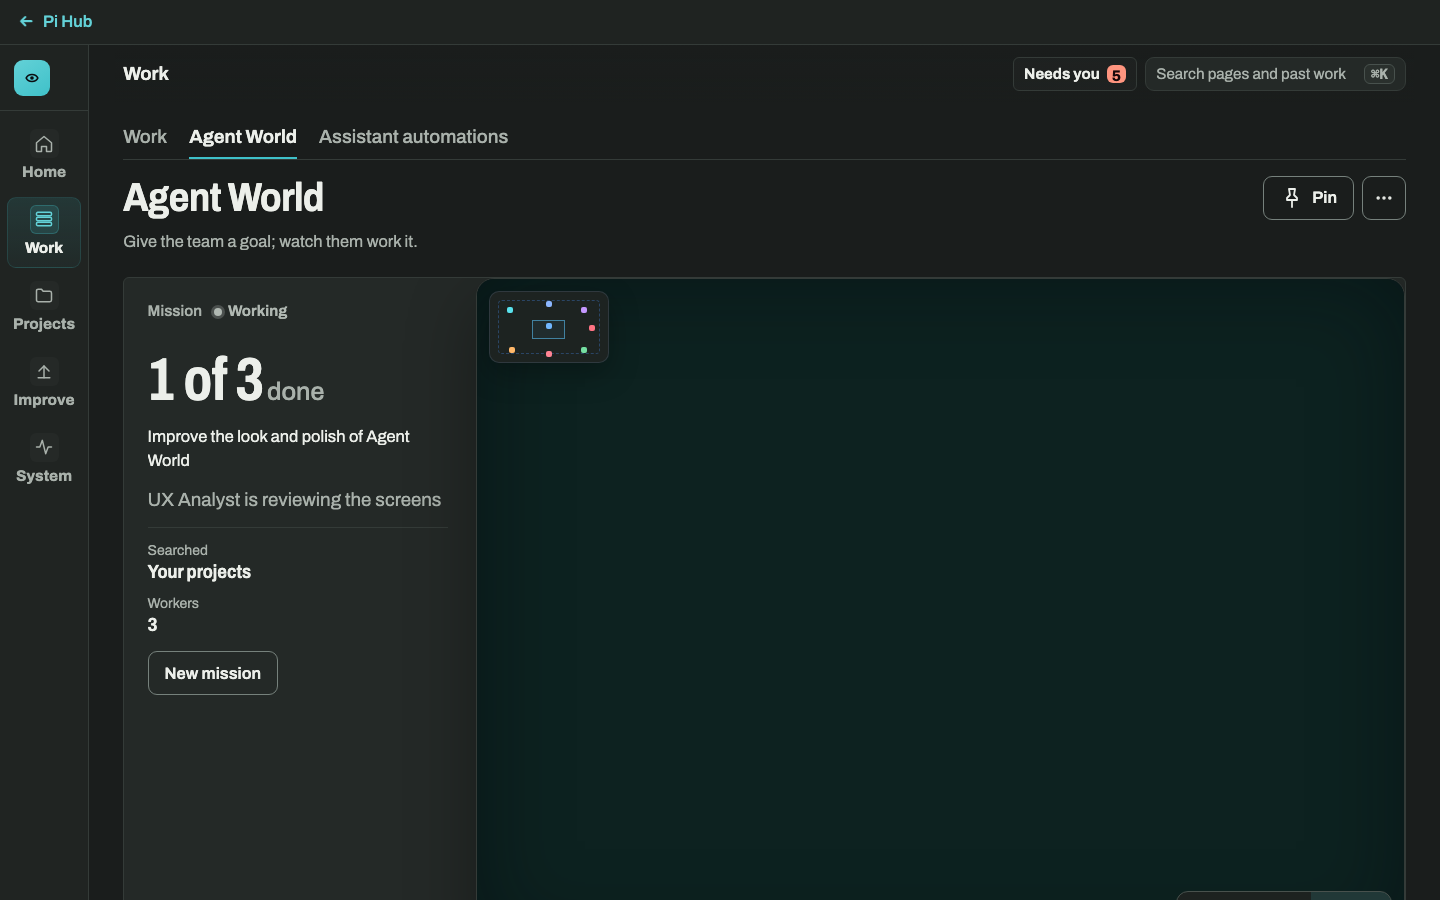 Pi Hub
Work
Needs you 5
Search pages and past work ⌘K
Home
Work
Projects
Improve
System
Work Agent World Assistant automations
Agent World
Pin
Give the team a goal; watch them work it.
Mission Working
1 of 3 done
Improve the look and polish of Agent
World
UX Analyst is reviewing the screens
Searched
Your projects
Workers
3
New mission